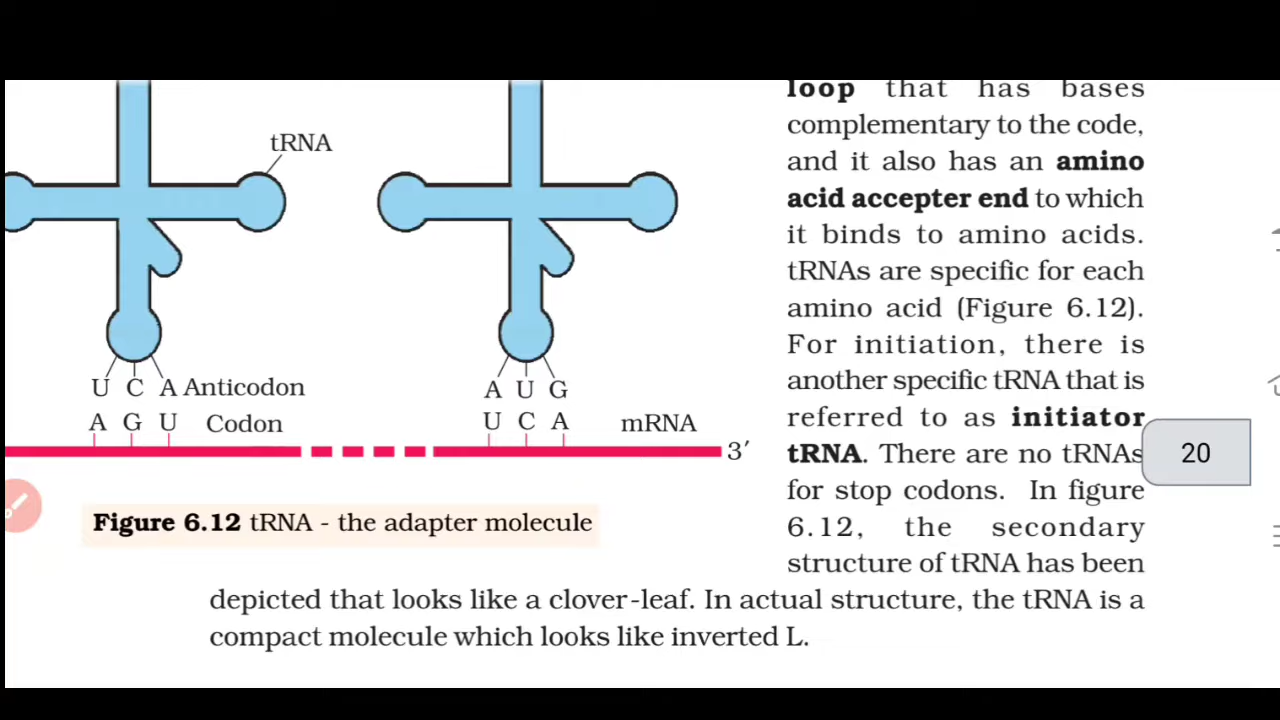 tRNA
U C A Anticodon
A G U Codon
A U G
U C A mRNA
3′
Figure 6.12 tRNA - the adapter molecule
loop that has bases
complementary to the code,
and it also has an amino
acid accepter end to which
it binds to amino acids.
tRNAs are specific for each
amino acid (Figure 6.12).
For initiation, there is
another specific tRNA that is
referred to as initiator
tRNA. There are no tRNAs
for stop codons. In figure
6.12, the secondary
structure of tRNA has been
depicted that looks like a clover-leaf. In actual structure, the tRNA is a
compact molecule which looks like inverted L.
20